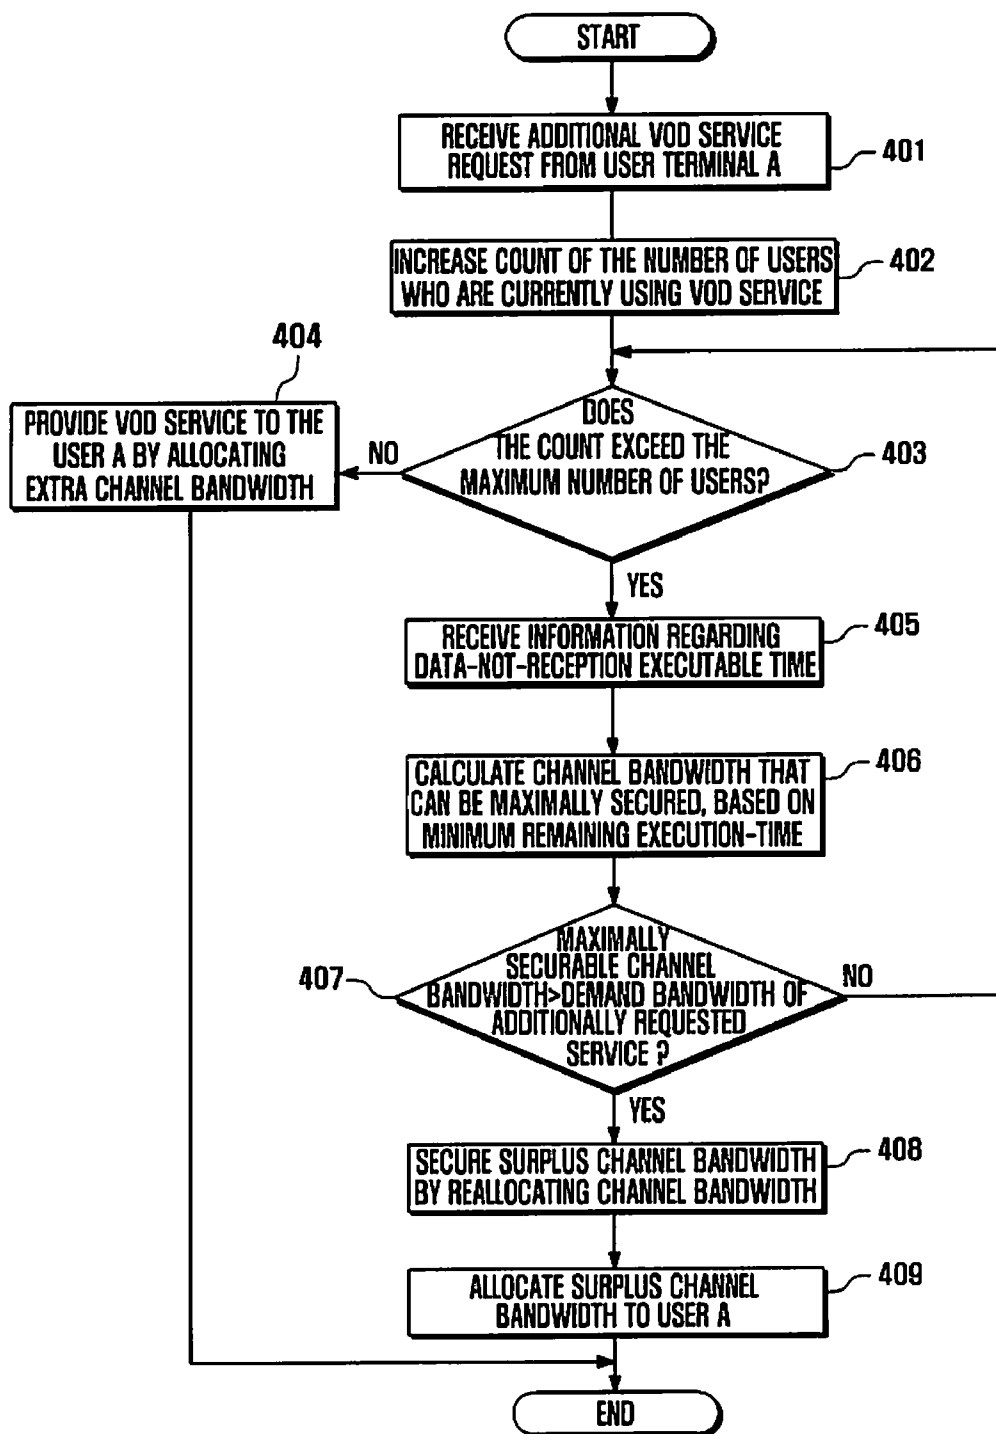 START
RECEIVE ADDITIONAL VOD SERVICE
REQUEST FROM USER TERMINAL A
401
INCREASE COUNT OF THE NUMBER OF USERS
WHO ARE CURRENTLY USING VOD SERVICE
402
404
PROVIDE VOD SERVICE TO THE
USER A BY ALLOCATING
EXTRA CHANNEL BANDWIDTH
NO
DOES
THE COUNT EXCEED THE
MAXIMUM NUMBER OF USERS?
403
YES
RECEIVE INFORMATION REGARDING
DATA-NOT-RECEPTION EXECUTABLE TIME
405
CALCULATE CHANNEL BANDWIDTH THAT
CAN BE MAXIMALLY SECURED, BASED ON
MINIMUM REMAINING EXECUTION-TIME
406
407
MAXIMALLY
SECURABLE CHANNEL
BANDWIDTH>DEMAND BANDWIDTH OF
ADDITIONALLY REQUESTED
SERVICE ?
NO
YES
SECURE SURPLUS CHANNEL BANDWIDTH
BY REALLOCATING CHANNEL BANDWIDTH
408
ALLOCATE SURPLUS CHANNEL
BANDWIDTH TO USER A
409
END